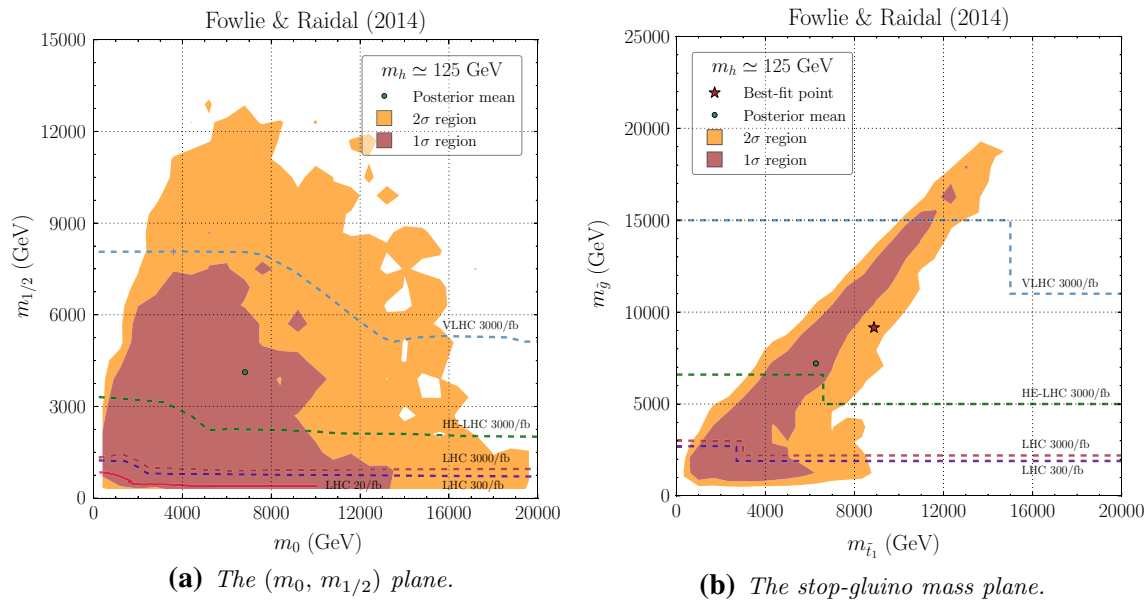 Fowlie & Raidal (2014)
15000
12000
9000
6000
3000
0
m_{1/2} (GeV)
m_h ≃ 125 GeV
Posterior mean
2σ region
1σ region
VLHC 3000/fb
HE-LHC 3000/fb
LHC 3000/fb
LHC 20/fb
LHC 300/fb
0 4000 8000 12000 16000 20000
m_0 (GeV)
(a) The (m_0, m_{1/2}) plane.
Fowlie & Raidal (2014)
25000
20000
15000
10000
5000
0
m_{\tilde{g}} (GeV)
m_h ≃ 125 GeV
Best-fit point
Posterior mean
2σ region
1σ region
VLHC 3000/fb
HE-LHC 3000/fb
LHC 3000/fb
LHC 300/fb
0 4000 8000 12000 16000 20000
m_{\tilde{t}_1} (GeV)
(b) The stop-gluino mass plane.